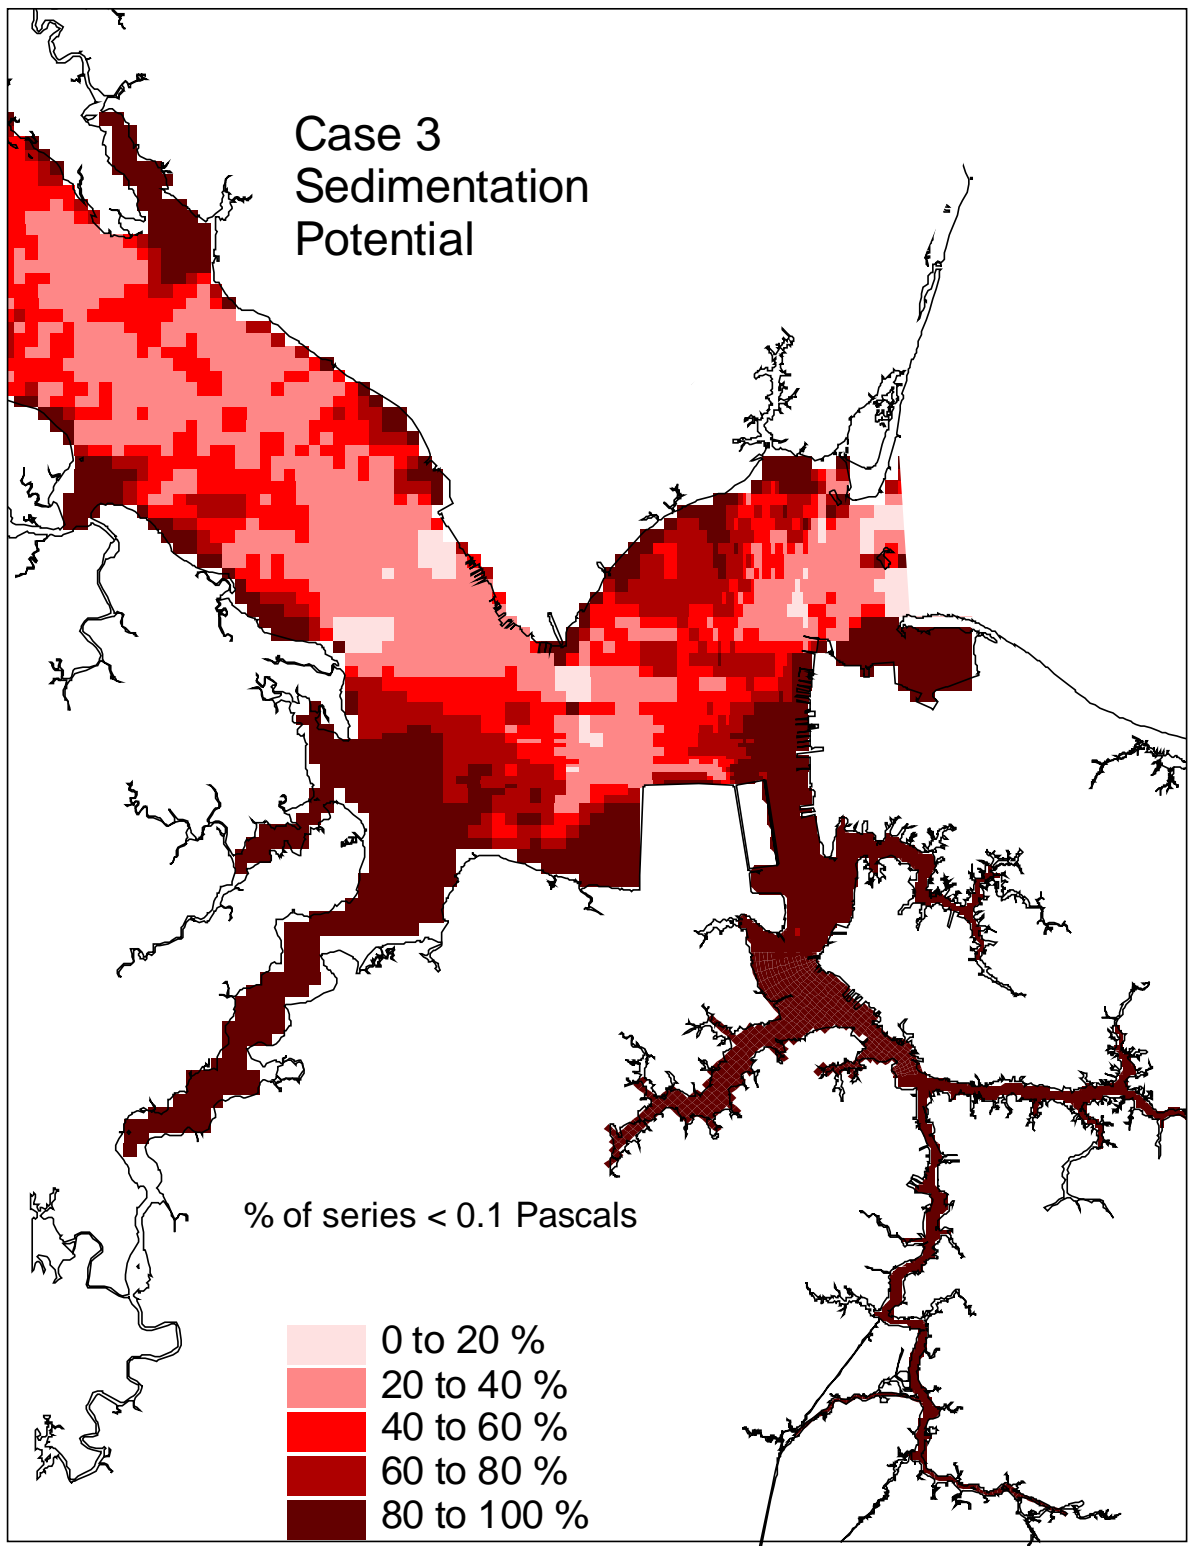 Case 3
Sedimentation
Potential
% of series < 0.1 Pascals
0 to 20 %
20 to 40 %
40 to 60 %
60 to 80 %
80 to 100 %